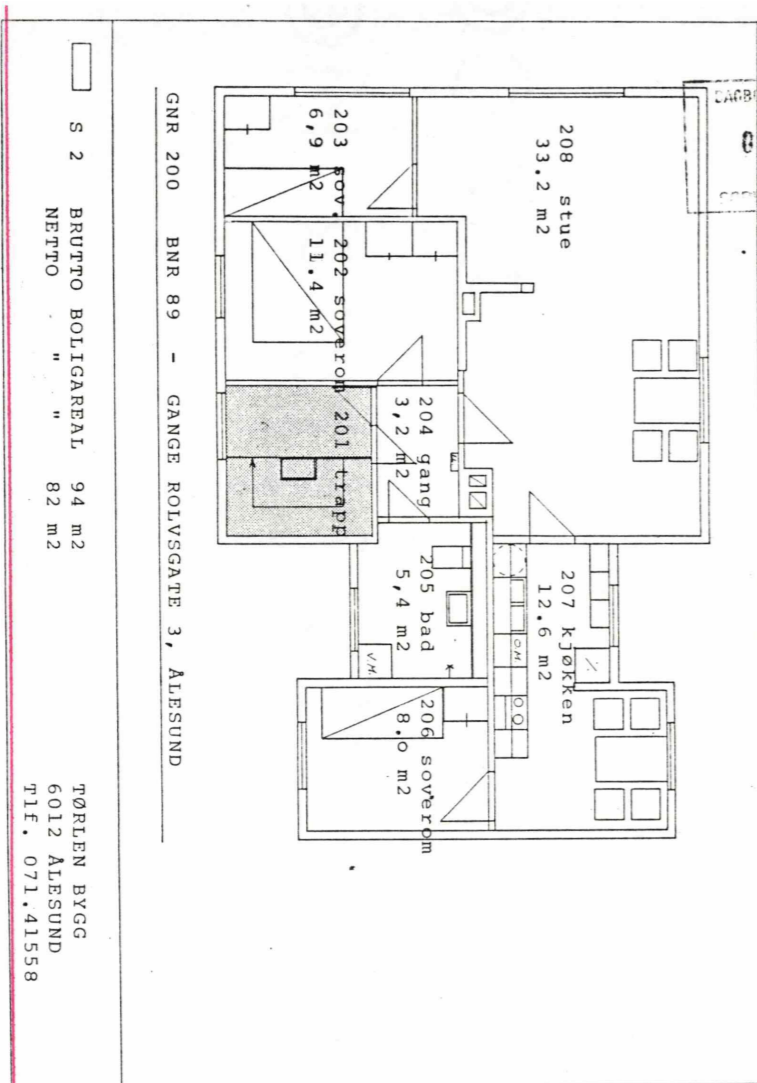 208 stue
33.2 m2
203 sov.
6,9 m2
202 soverom
11.4 m2
201 trapp
204 gang
3,2 m2
205 bad
5,4 m2
V.M.
207 kjøkken
12.6 m2
O.M.
206 soverom
8.o m2
GNR 200 BNR 89 - GANGE ROLVSGATE 3, ÅLESUND
S 2 BRUTTO BOLIGAREAL 94 m2
NETTO " " 82 m2
TØRLEN BYGG
6012 ÅLESUND
Tlf. 071.41558